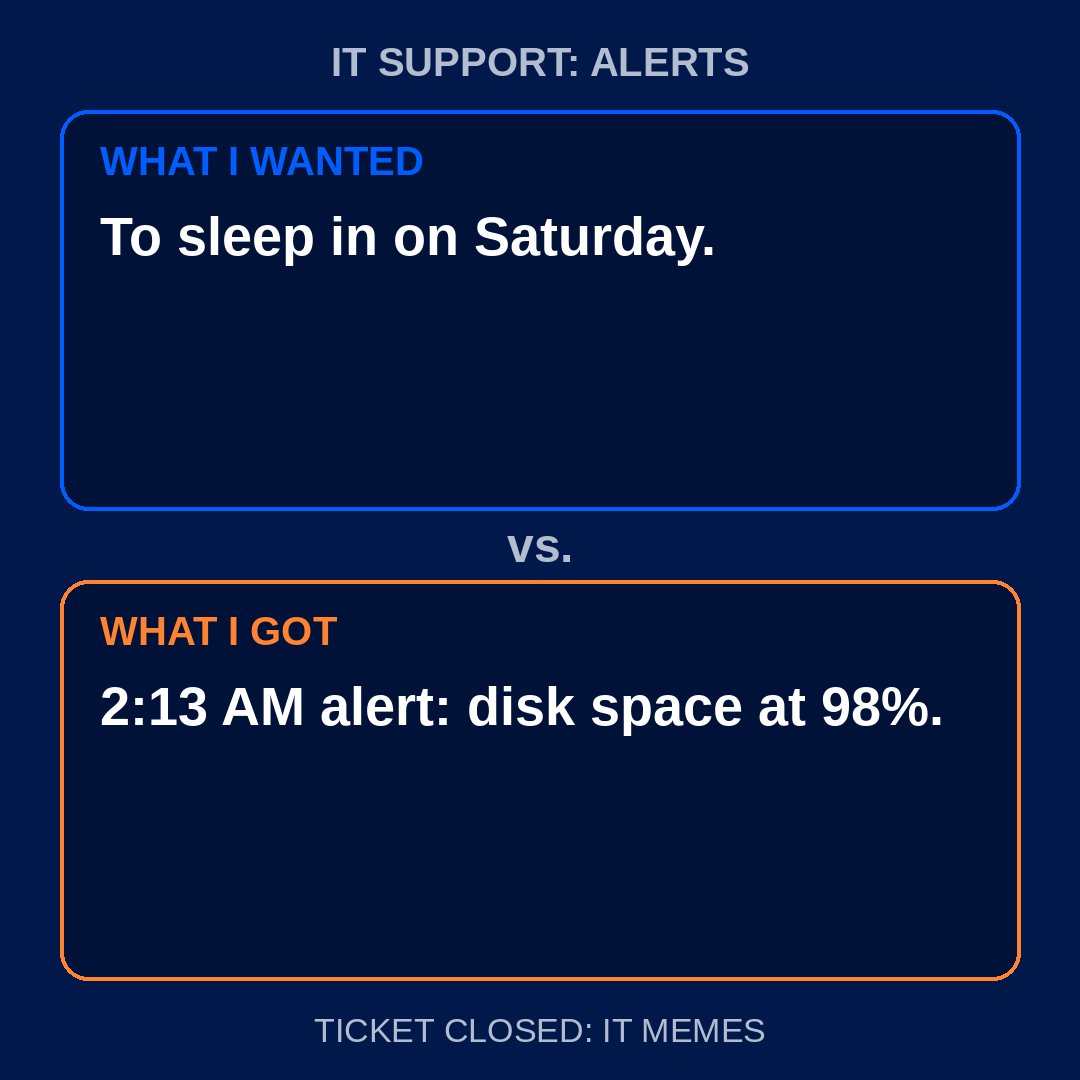 IT SUPPORT: ALERTS
WHAT I WANTED
To sleep in on Saturday.
vs.
WHAT I GOT
2:13 AM alert: disk space at 98%.
TICKET CLOSED: IT MEMES